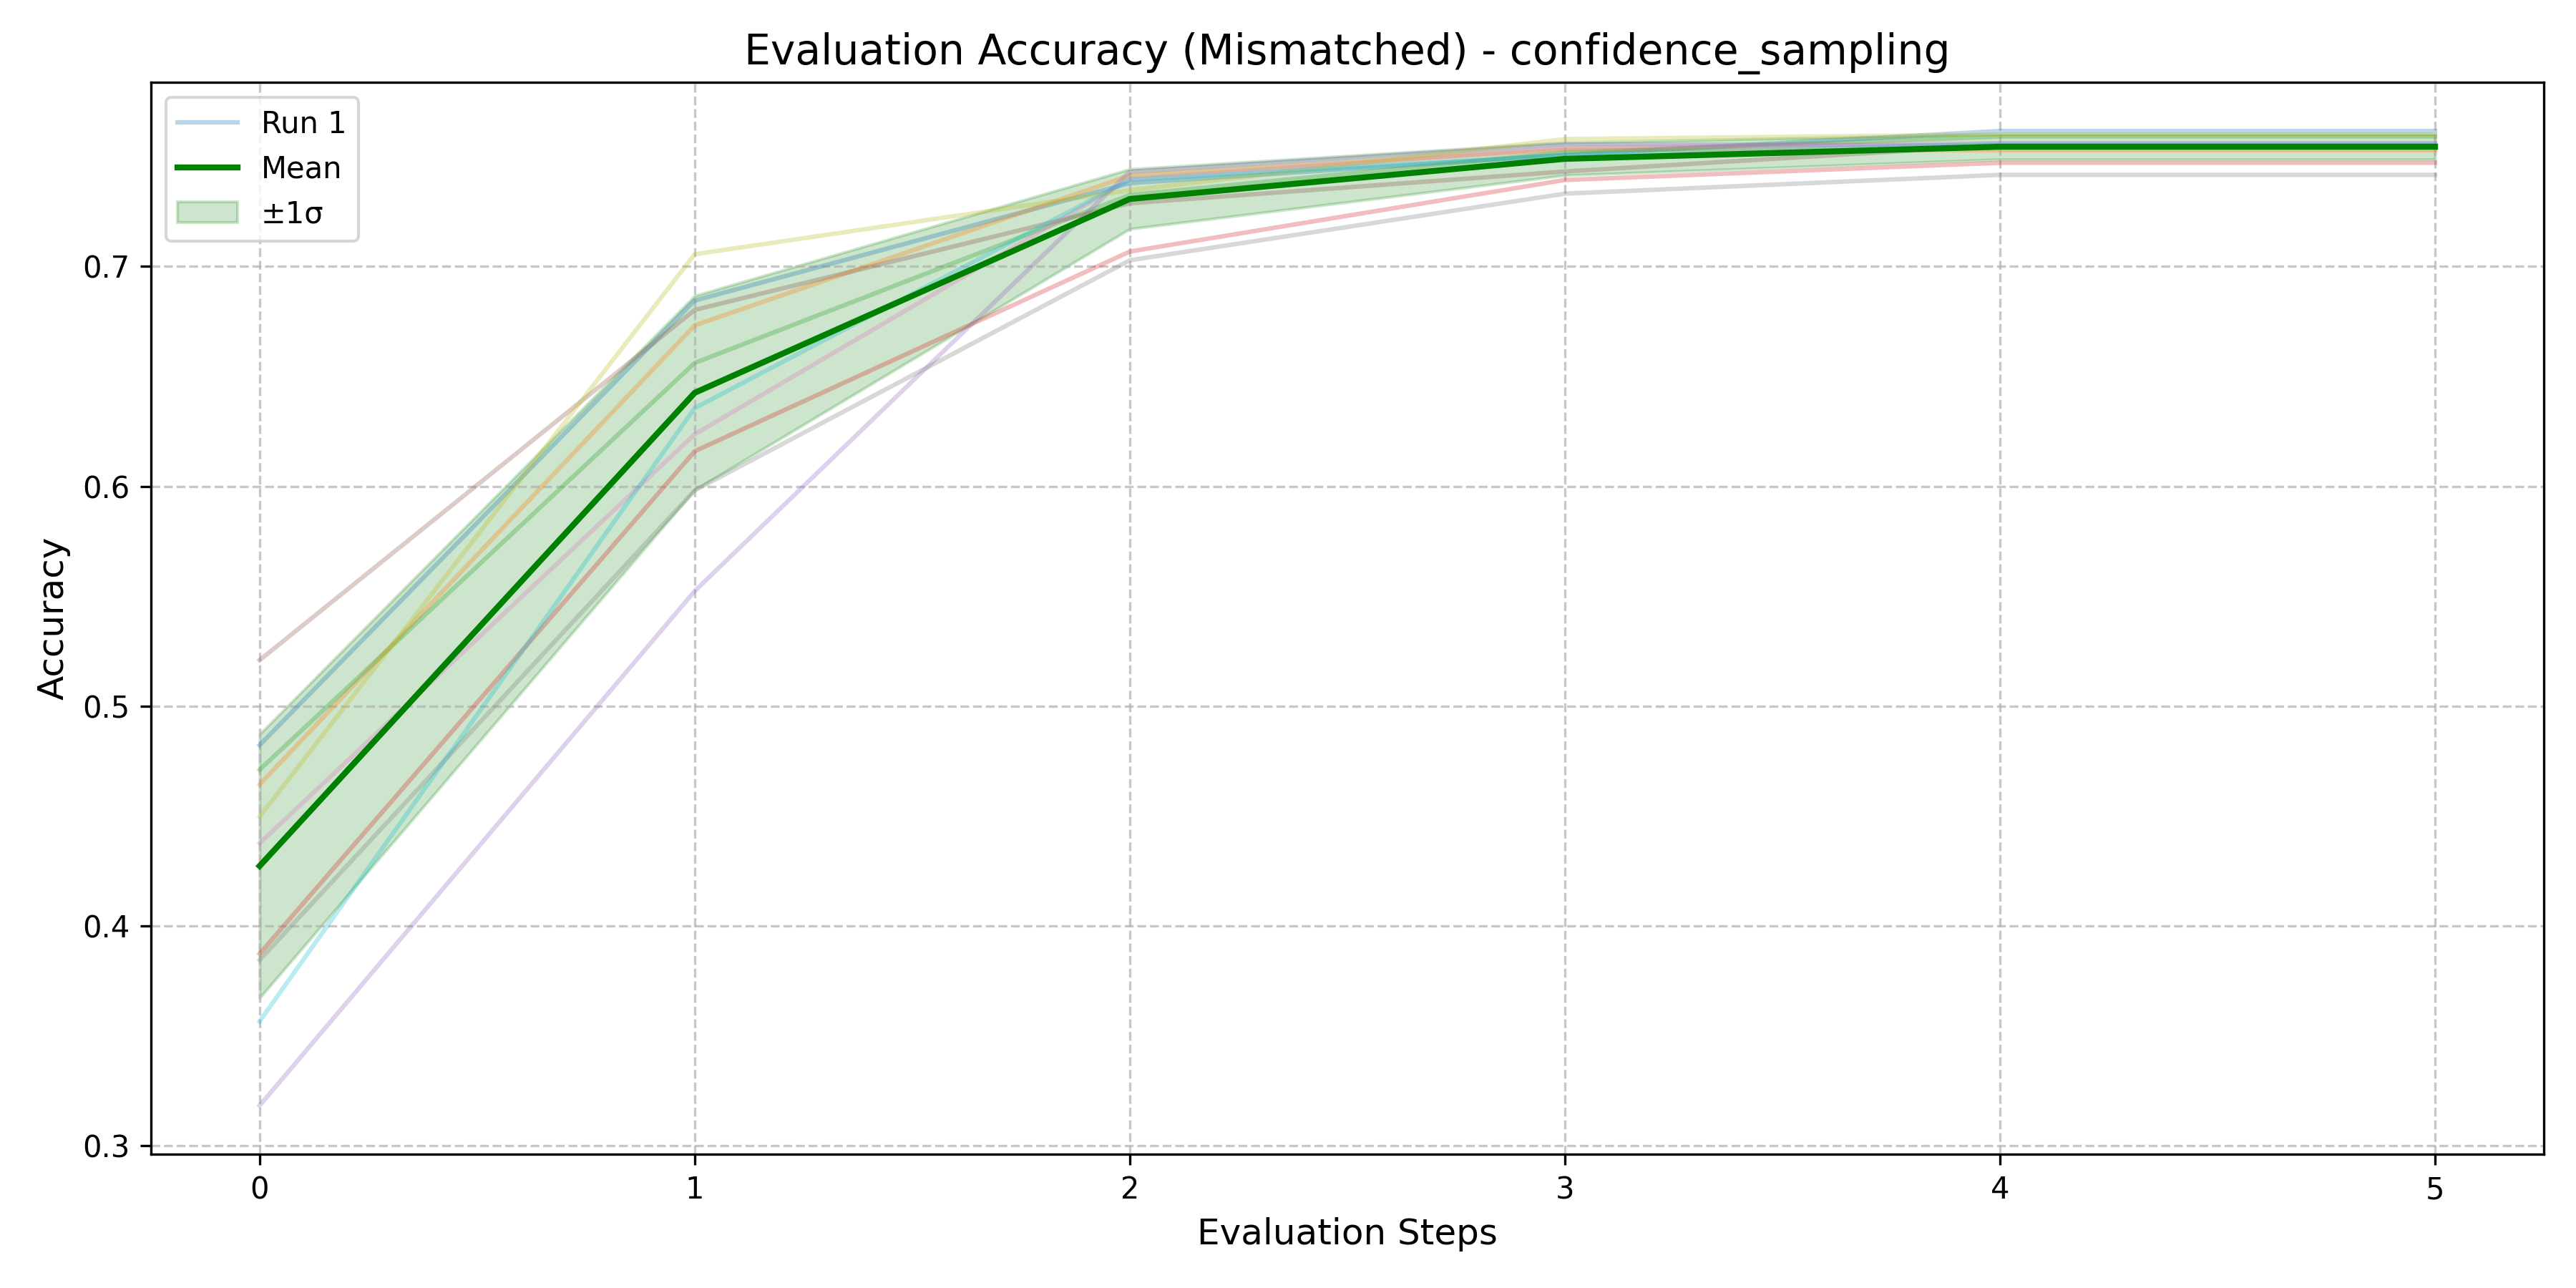 Evaluation Accuracy (Mismatched) - confidence_sampling
Run 1
Mean
±1σ
0.7
0.6
0.5
0.4
0.3
Accuracy
0 1 2 3 4 5
Evaluation Steps